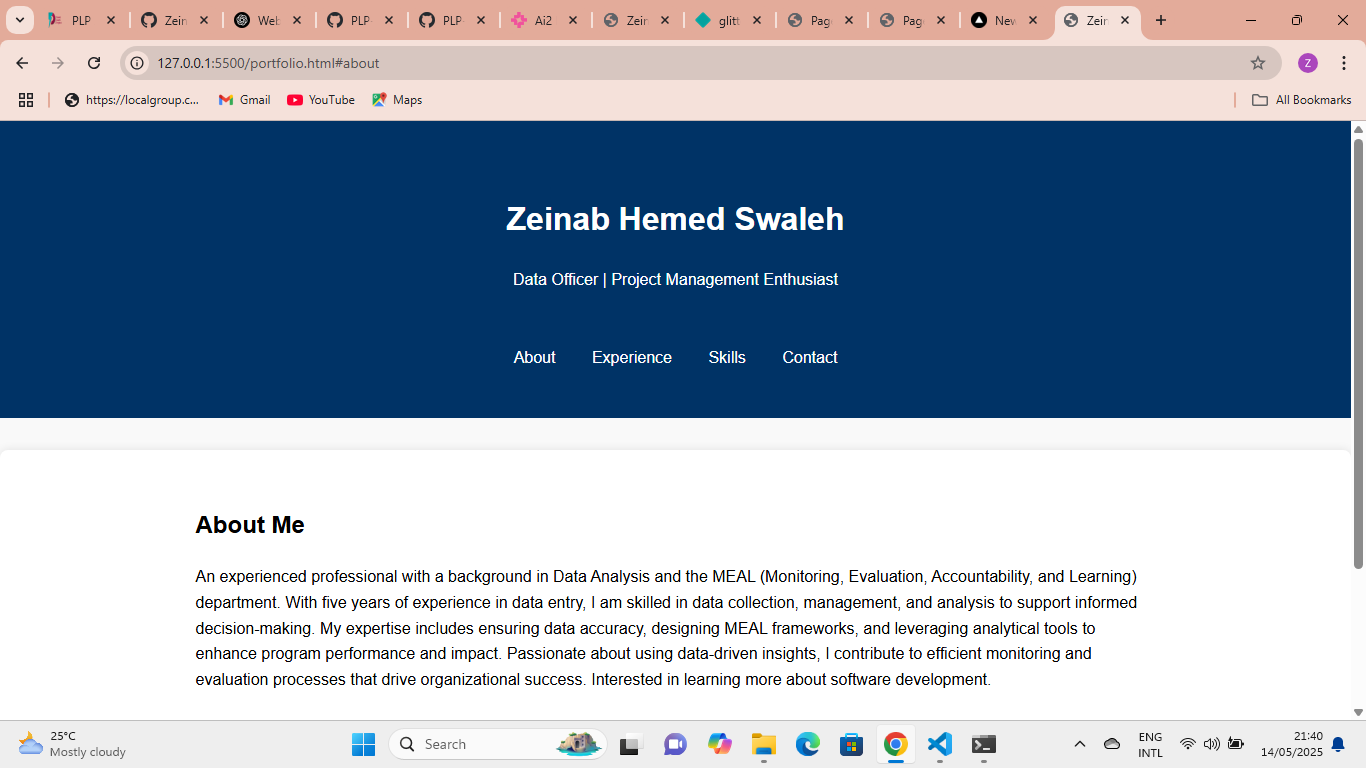 PLP
Zein
Web
PLP
PLP
Ai2
Zein
glitt
Page
Page
New
Zein
127.0.0.1:5500/portfolio.html#about
Z
https://localgroup.c...
Gmail
YouTube
Maps
All Bookmarks
Zeinab Hemed Swaleh
Data Officer | Project Management Enthusiast
About Experience Skills Contact
About Me
An experienced professional with a background in Data Analysis and the MEAL (Monitoring, Evaluation, Accountability, and Learning)
department. With five years of experience in data entry, I am skilled in data collection, management, and analysis to support informed
decision-making. My expertise includes ensuring data accuracy, designing MEAL frameworks, and leveraging analytical tools to
enhance program performance and impact. Passionate about using data-driven insights, I contribute to efficient monitoring and
evaluation processes that drive organizational success. Interested in learning more about software development.
25°C
Mostly cloudy
Search
ENG
INTL
21:40
14/05/2025